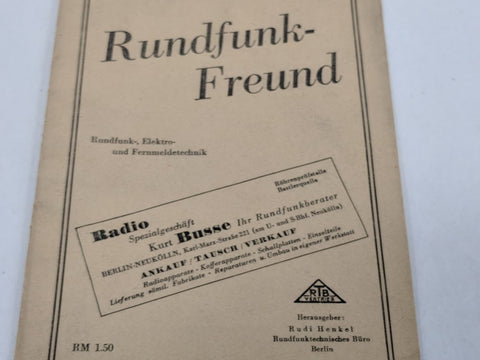 Rundfunk-
Freund
Rundfunk-, Elektro-
und Fernmeldetechnik
Röhrenprüfstelle
Bastlerquelle
Radio
Spezialgeschäft
Kurt Busse Ihr Rundfunkberater
BERLIN-NEUKÖLLN, Karl-Marx-Straße 221 (am U- und S-Bhf. Neukölln)
ANKAUF / TAUSCH / VERKAUF
Radioapparate - Kofferapparate - Schallplatten - Einzelteile
Lieferung sämtl. Fabrikate - Reparaturen u. Umbau in eigener Werkstatt
RTB
VERTRIEB
Herausgeber:
Rudi Henkel
Rundfunktechnisches Büro
Berlin
RM 1.50